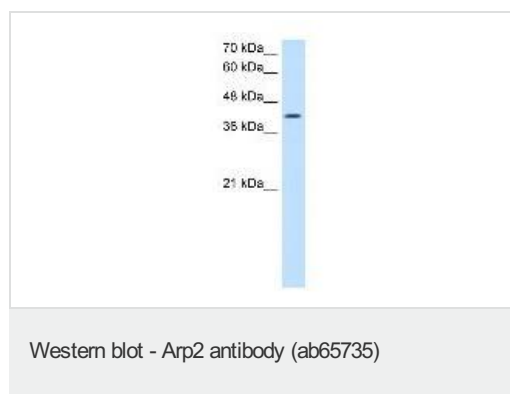 70 kDa__
60 kDa__
48 kDa__
35 kDa__
21 kDa__
Western blot - Arp2 antibody (ab65735)